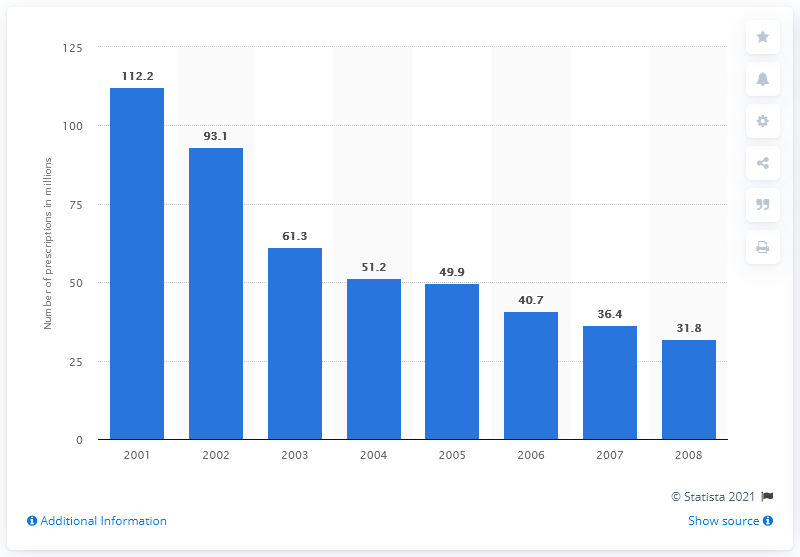 125
100
75
50
25
0
Number of prescriptions in millions
112.2
93.1
61.3
51.2
49.9
40.7
36.4
31.8
2001 2002 2003 2004 2005 2006 2007 2008
© Statista 2021
Additional Information
Show source